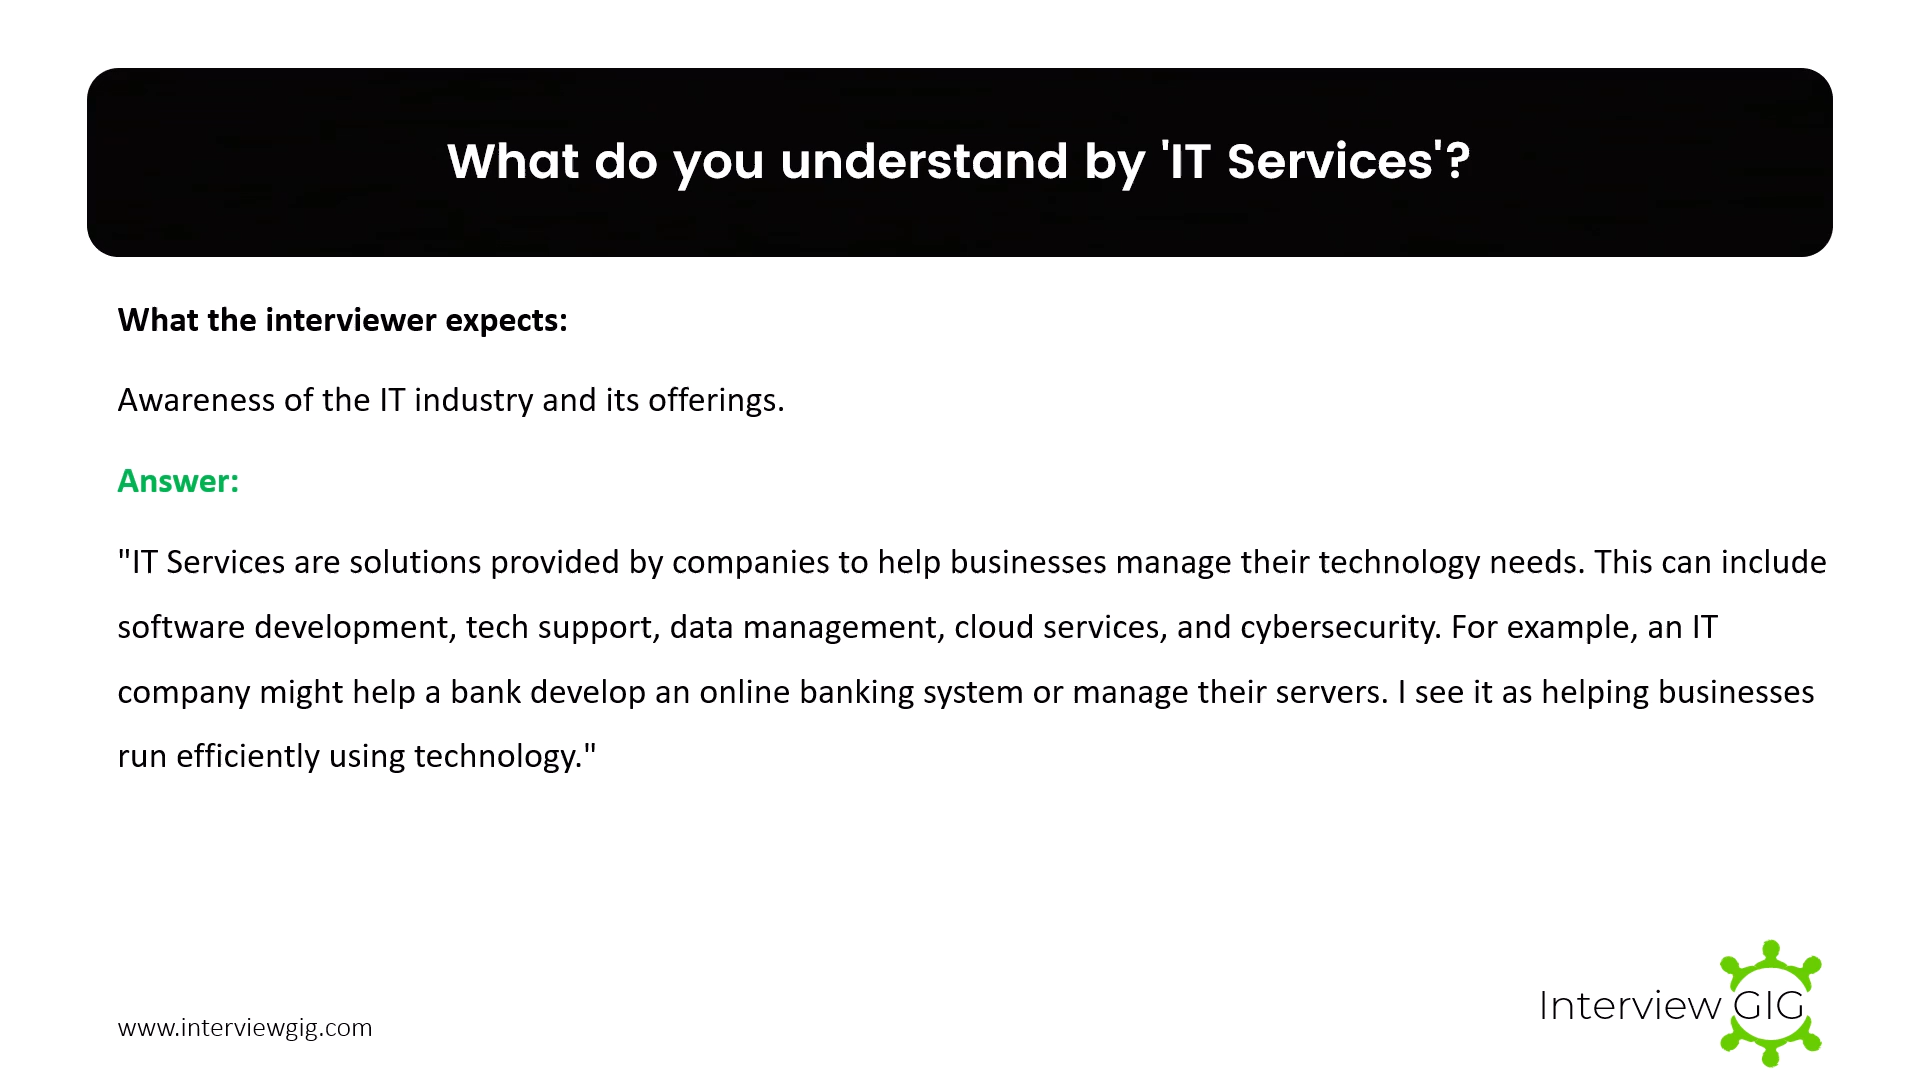 What do you understand by 'IT Services'?
What the interviewer expects:
Awareness of the IT industry and its offerings.
Answer:
"IT Services are solutions provided by companies to help businesses manage their technology needs. This can include
software development, tech support, data management, cloud services, and cybersecurity. For example, an IT
company might help a bank develop an online banking system or manage their servers. I see it as helping businesses
run efficiently using technology."
Interview GIG
www.interviewgig.com